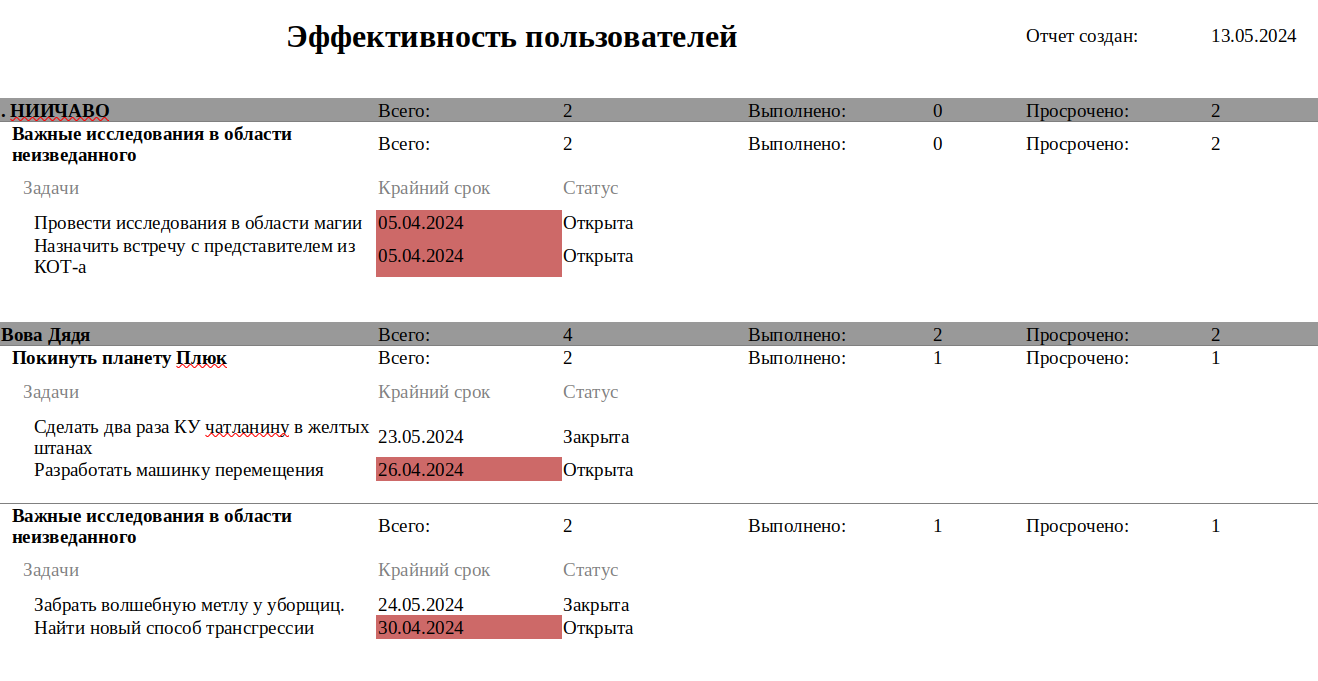 Эффективность пользователей Отчет создан: 13.05.2024
. НИИЧАВО Всего: 2 Выполнено: 0 Просрочено: 2
Важные исследования в области
неизведанного Всего: 2 Выполнено: 0 Просрочено: 2
Задачи Крайний срок Статус
Провести исследования в области магии 05.04.2024 Открыта
Назначить встречу с представителем из
КОТ-а 05.04.2024 Открыта
Вова Дядя Всего: 4 Выполнено: 2 Просрочено: 2
Покинуть планету Плюк Всего: 2 Выполнено: 1 Просрочено: 1
Задачи Крайний срок Статус
Сделать два раза КУ чатланину в желтых
штанах 23.05.2024 Закрыта
Разработать машинку перемещения 26.04.2024 Открыта
Важные исследования в области
неизведанного Всего: 2 Выполнено: 1 Просрочено: 1
Задачи Крайний срок Статус
Забрать волшебную метлу у уборщиц. 24.05.2024 Закрыта
Найти новый способ трансгрессии 30.04.2024 Открыта